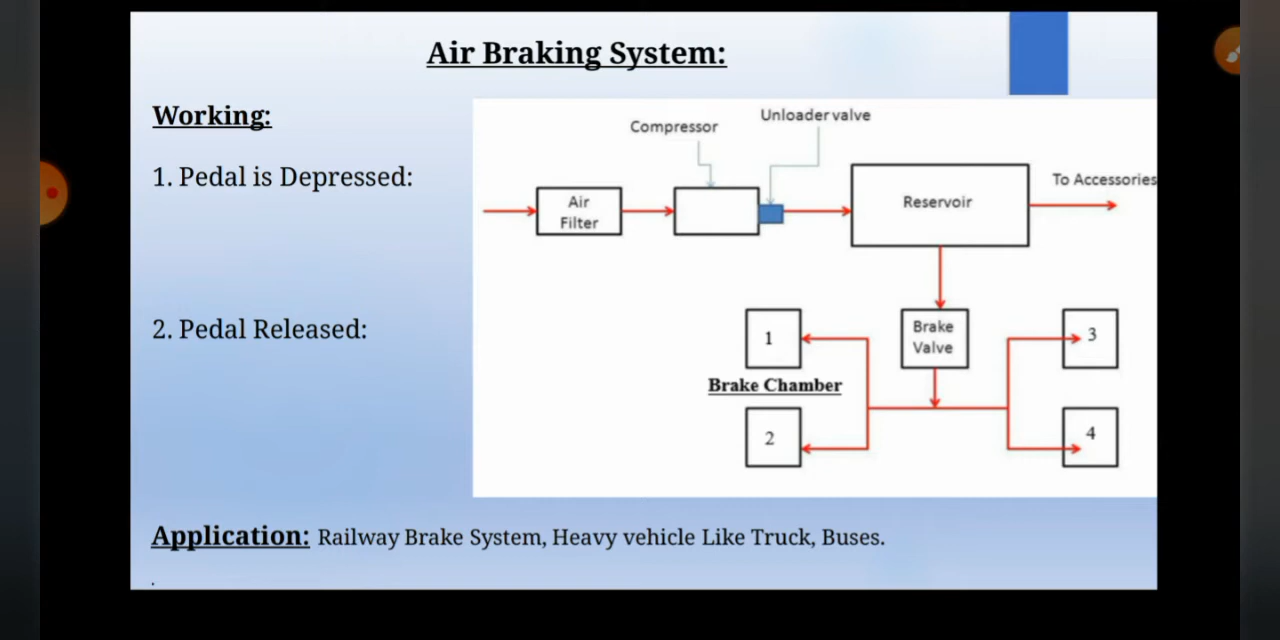 Air Braking System:
Working:
1. Pedal is Depressed:
2. Pedal Released:
Compressor
Unloader valve
Air
Filter
Reservoir
To Accessories
Brake
Valve
1
3
Brake Chamber
2
4
Application: Railway Brake System, Heavy vehicle Like Truck, Buses.
.